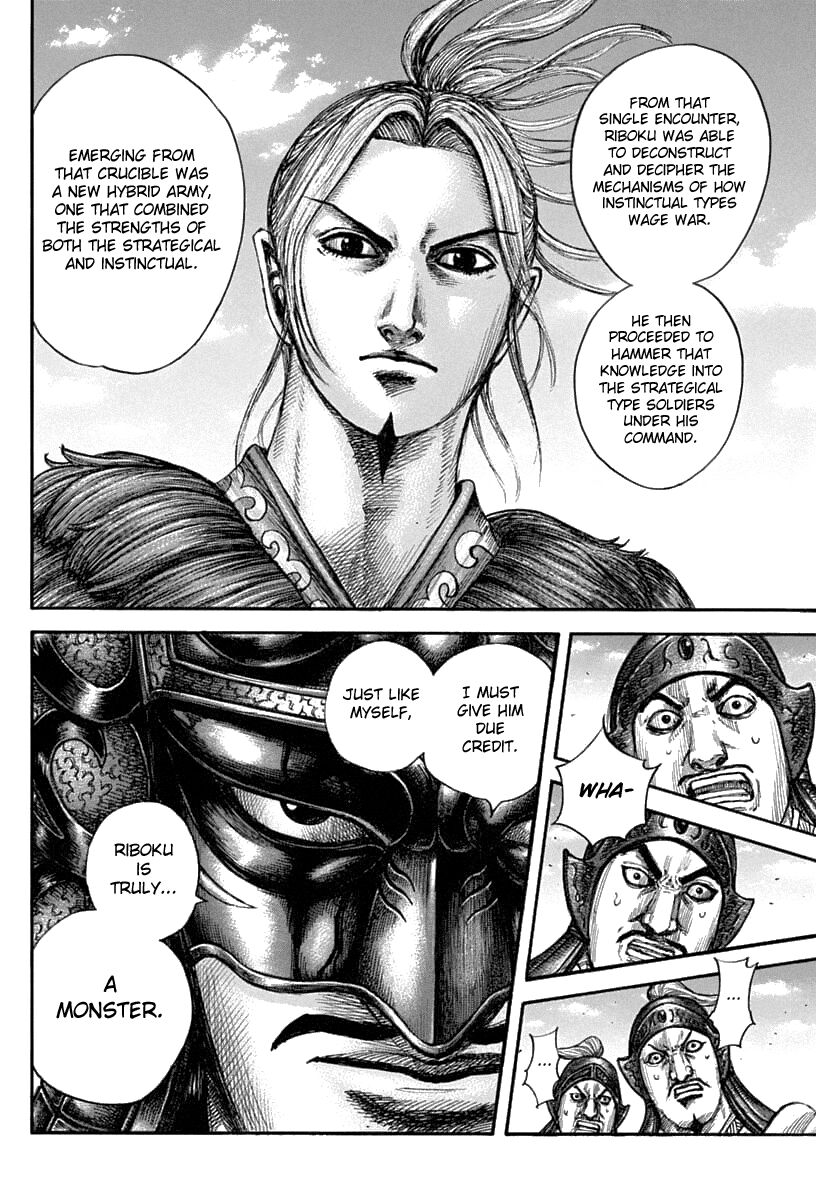 FROM THAT
SINGLE ENCOUNTER,
RIBOKU WAS ABLE
TO DECONSTRUCT
AND DECIPHER THE
MECHANISMS OF HOW
INSTINCTUAL TYPES
WAGE WAR.
HE THEN
PROCEEDED TO
HAMMER THAT
KNOWLEDGE INTO
THE STRATEGICAL
TYPE SOLDIERS
UNDER HIS
COMMAND.
EMERGING FROM
THAT CRUCIBLE WAS
A NEW HYBRID ARMY,
ONE THAT COMBINED
THE STRENGTHS OF
BOTH THE STRATEGICAL
AND INSTINCTUAL.
WHA-
...
...
I MUST
GIVE HIM
DUE
CREDIT.
JUST LIKE
MYSELF,
RIBOKU
IS
TRULY...
A
MONSTER.